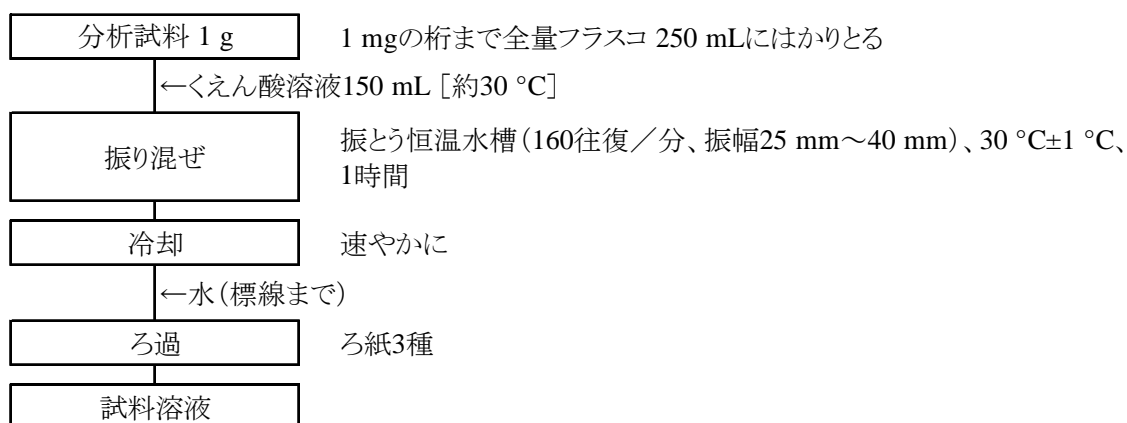 分析試料 1 g
1 mgの桁まで全量フラスコ 250 mLにはかりとる
←くえん酸溶液150 mL [約30 °C]
振り混ぜ
振とう恒温水槽(160往復/分、振幅25 mm~40 mm)、30 °C±1 °C、
1時間
冷却
速やかに
←水(標線まで)
ろ過
ろ紙3種
試料溶液